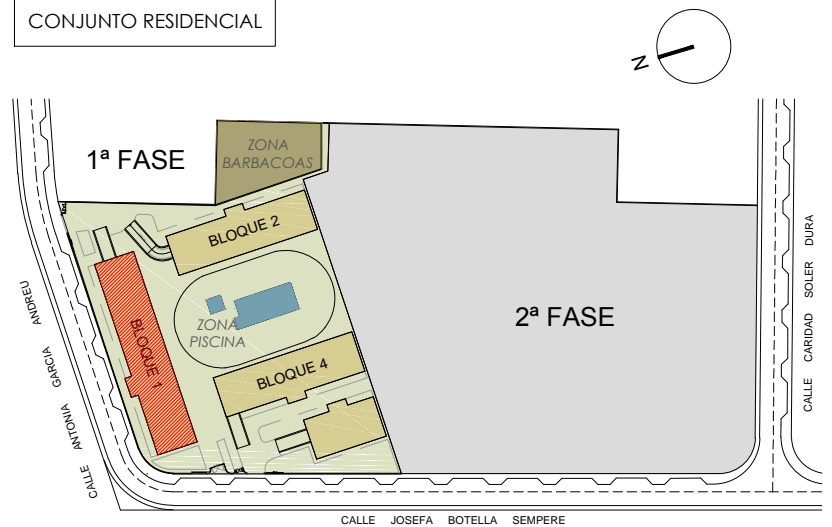 CONJUNTO RESIDENCIAL
N
1ª FASE
ZONA
BARBACOAS
BLOQUE 2
BLOQUE 1
ZONA
PISCINA
BLOQUE 4
2ª FASE
CALLE ANTONIA GARCIA ANDREU
CALLE CARIDAD SOLER DURA
CALLE JOSEFA BOTELLA SEMPERE